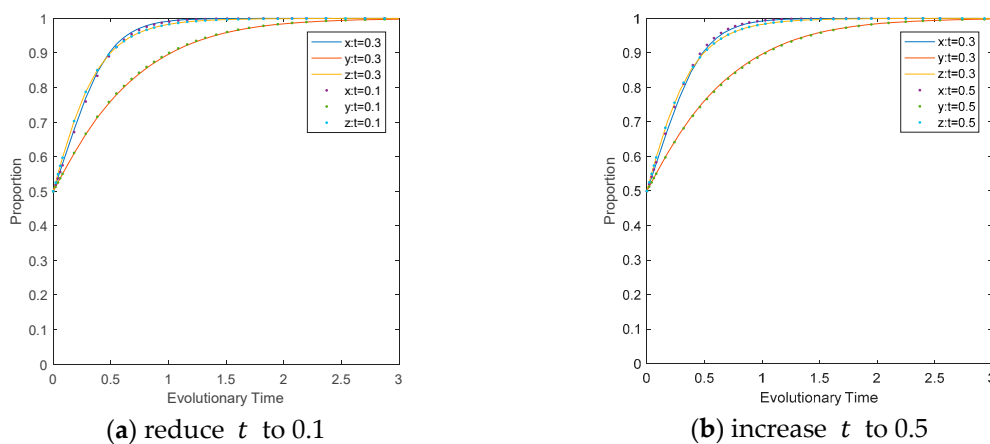 1
0.9
0.8
0.7
0.6
0.5
0.4
0.3
0.2
0.1
0
Proportion
0 0.5 1 1.5 2 2.5 3
Evolutionary Time
x:t=0.3
y:t=0.3
z:t=0.3
x:t=0.1
y:t=0.1
z:t=0.1
(a) reduce t to 0.1
1
0.9
0.8
0.7
0.6
0.5
0.4
0.3
0.2
0.1
0
Proportion
0 0.5 1 1.5 2 2.5 3
Evolutionary Time
x:t=0.3
y:t=0.3
z:t=0.3
x:t=0.5
y:t=0.5
z:t=0.5
(b) increase t to 0.5